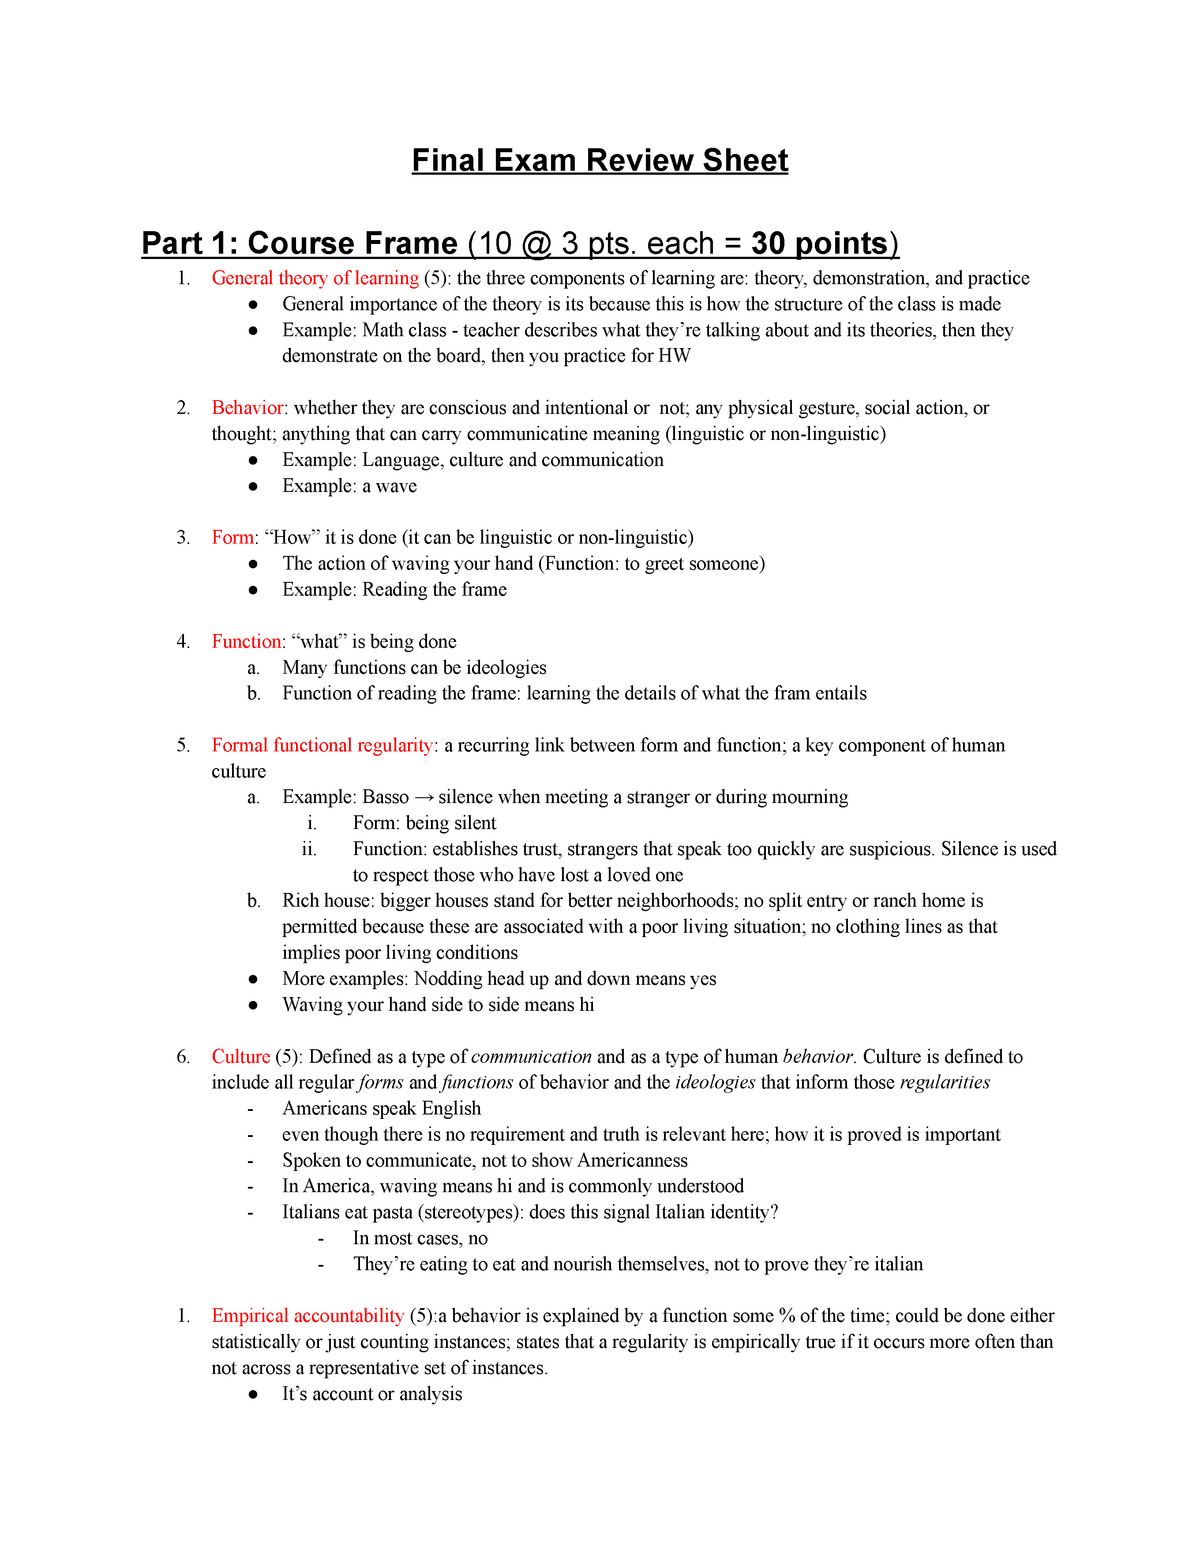 Final Exam Review Sheet
Part 1: Course Frame (10 @ 3 pts. each = 30 points)
1. General theory of learning (5): the three components of learning are: theory, demonstration, and practice
● General importance of the theory is its because this is how the structure of the class is made
● Example: Math class - teacher describes what they’re talking about and its theories, then they
demonstrate on the board, then you practice for HW
2. Behavior: whether they are conscious and intentional or  not; any physical gesture, social action, or
thought; anything that can carry communicatine meaning (linguistic or non-linguistic)
● Example: Language, culture and communication
● Example: a wave
3. Form: “How” it is done (it can be linguistic or non-linguistic)
● The action of waving your hand (Function: to greet someone)
● Example: Reading the frame
4. Function: “what” is being done
a. Many functions can be ideologies
b. Function of reading the frame: learning the details of what the fram entails
5. Formal functional regularity: a recurring link between form and function; a key component of human
culture
a. Example: Basso → silence when meeting a stranger or during mourning
i. Form: being silent
ii. Function: establishes trust, strangers that speak too quickly are suspicious. Silence is used
to respect those who have lost a loved one
b. Rich house: bigger houses stand for better neighborhoods; no split entry or ranch home is
permitted because these are associated with a poor living situation; no clothing lines as that
implies poor living conditions
● More examples: Nodding head up and down means yes
● Waving your hand side to side means hi
6. Culture (5): Defined as a type of communication and as a type of human behavior. Culture is defined to
include all regular forms and functions of behavior and the ideologies that inform those regularities
- Americans speak English
- even though there is no requirement and truth is relevant here; how it is proved is important
- Spoken to communicate, not to show Americanness
- In America, waving means hi and is commonly understood
- Italians eat pasta (stereotypes): does this signal Italian identity?
- In most cases, no
- They’re eating to eat and nourish themselves, not to prove they’re italian
1. Empirical accountability (5):a behavior is explained by a function some % of the time; could be done either
statistically or just counting instances; states that a regularity is empirically true if it occurs more often than
not across a representative set of instances.
● It’s account or analysis